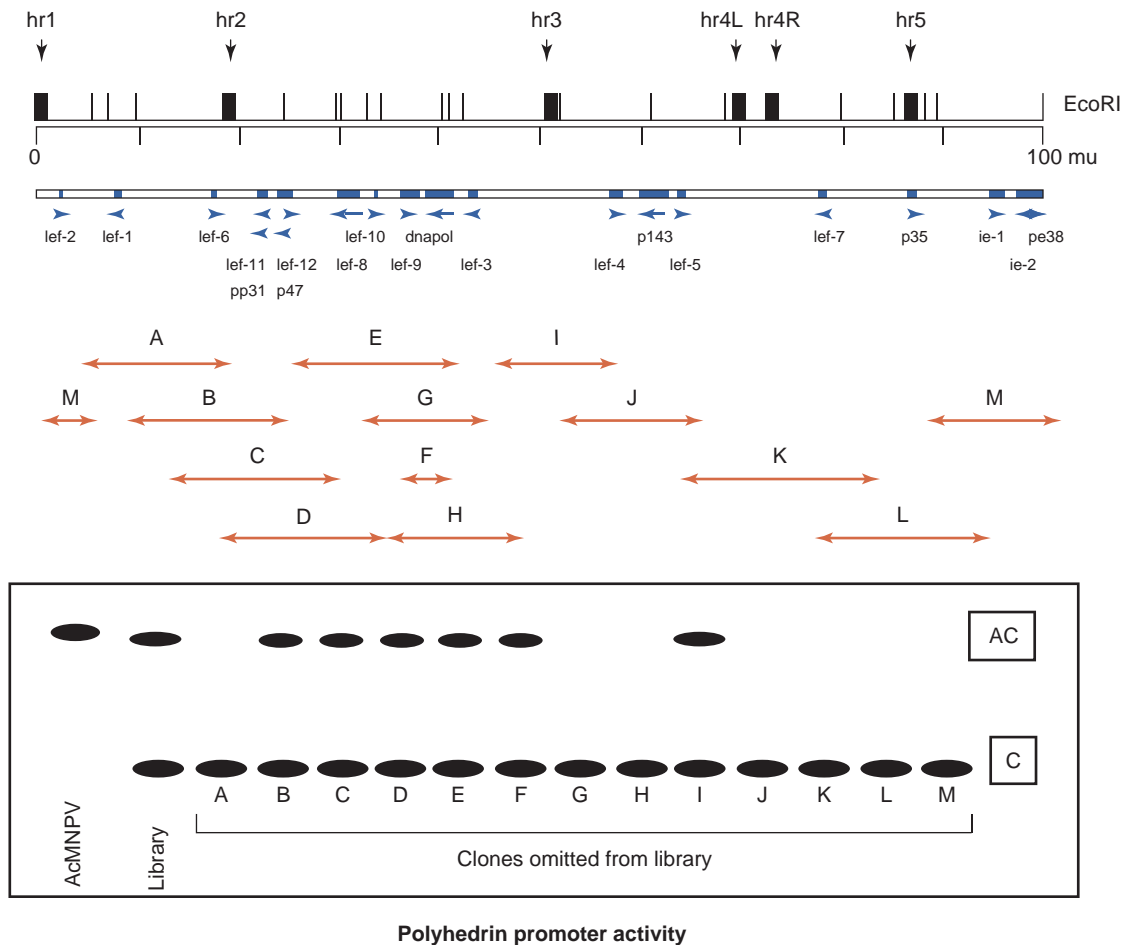 hr1 hr2 hr3 hr4L hr4R hr5
EcoRI
0 100 mu
lef-2 lef-1 lef-6 lef-10 dnapol p143 lef-7 p35 ie-1 pe38
lef-11 lef-12 lef-8 lef-9 lef-3 lef-4 lef-5 ie-2
pp31 p47
A E I
M B G J M
C F K
D H L
AC
C
A B C D E F G H I J K L M
AcMNPV
Library
Clones omitted from library
Polyhedrin promoter activity